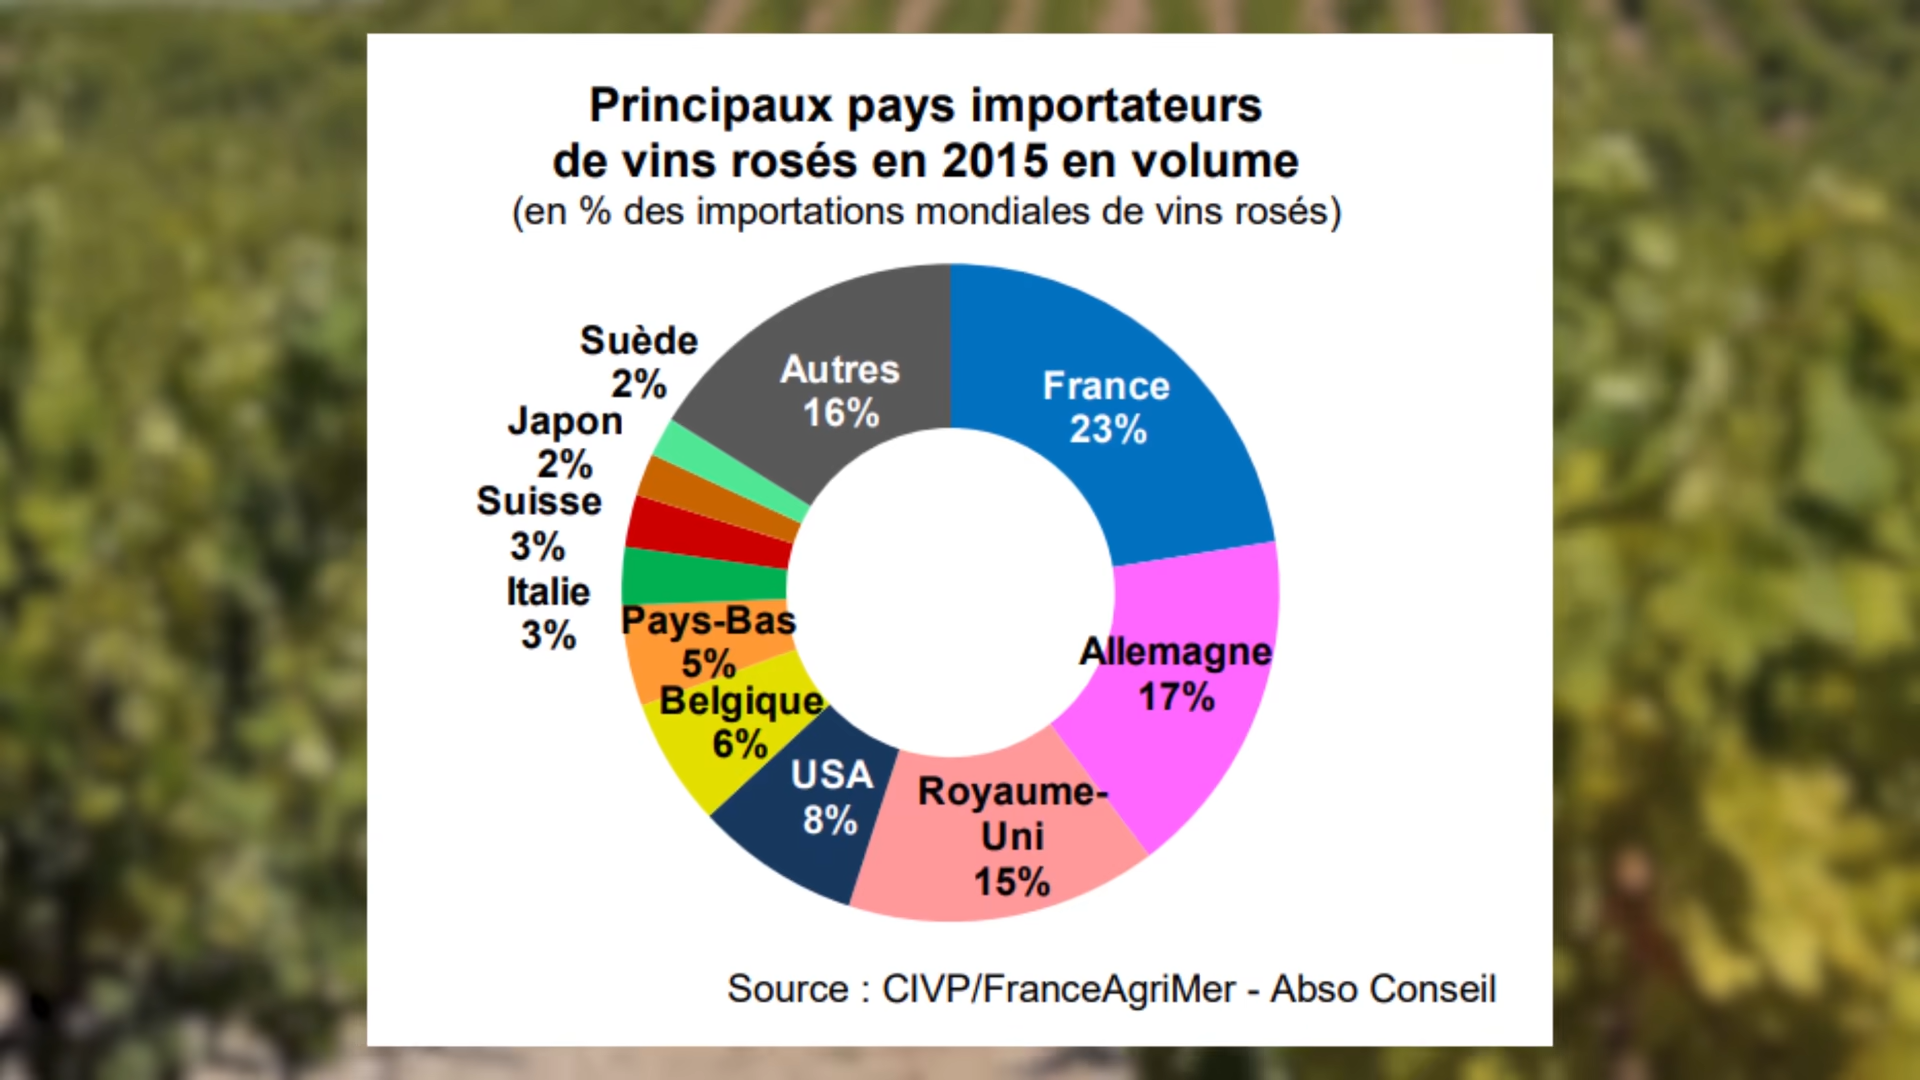 Principaux pays importateurs
de vins rosés en 2015 en volume
(en % des importations mondiales de vins rosés)
Suède
2%
Japon
2%
Suisse
3%
Italie
3%
Pays-Bas
5%
Belgique
6%
USA
8%
Autres
16%
France
23%
Allemagne
17%
Royaume-
Uni
15%
Source : CIVP/FranceAgriMer - Abso Conseil